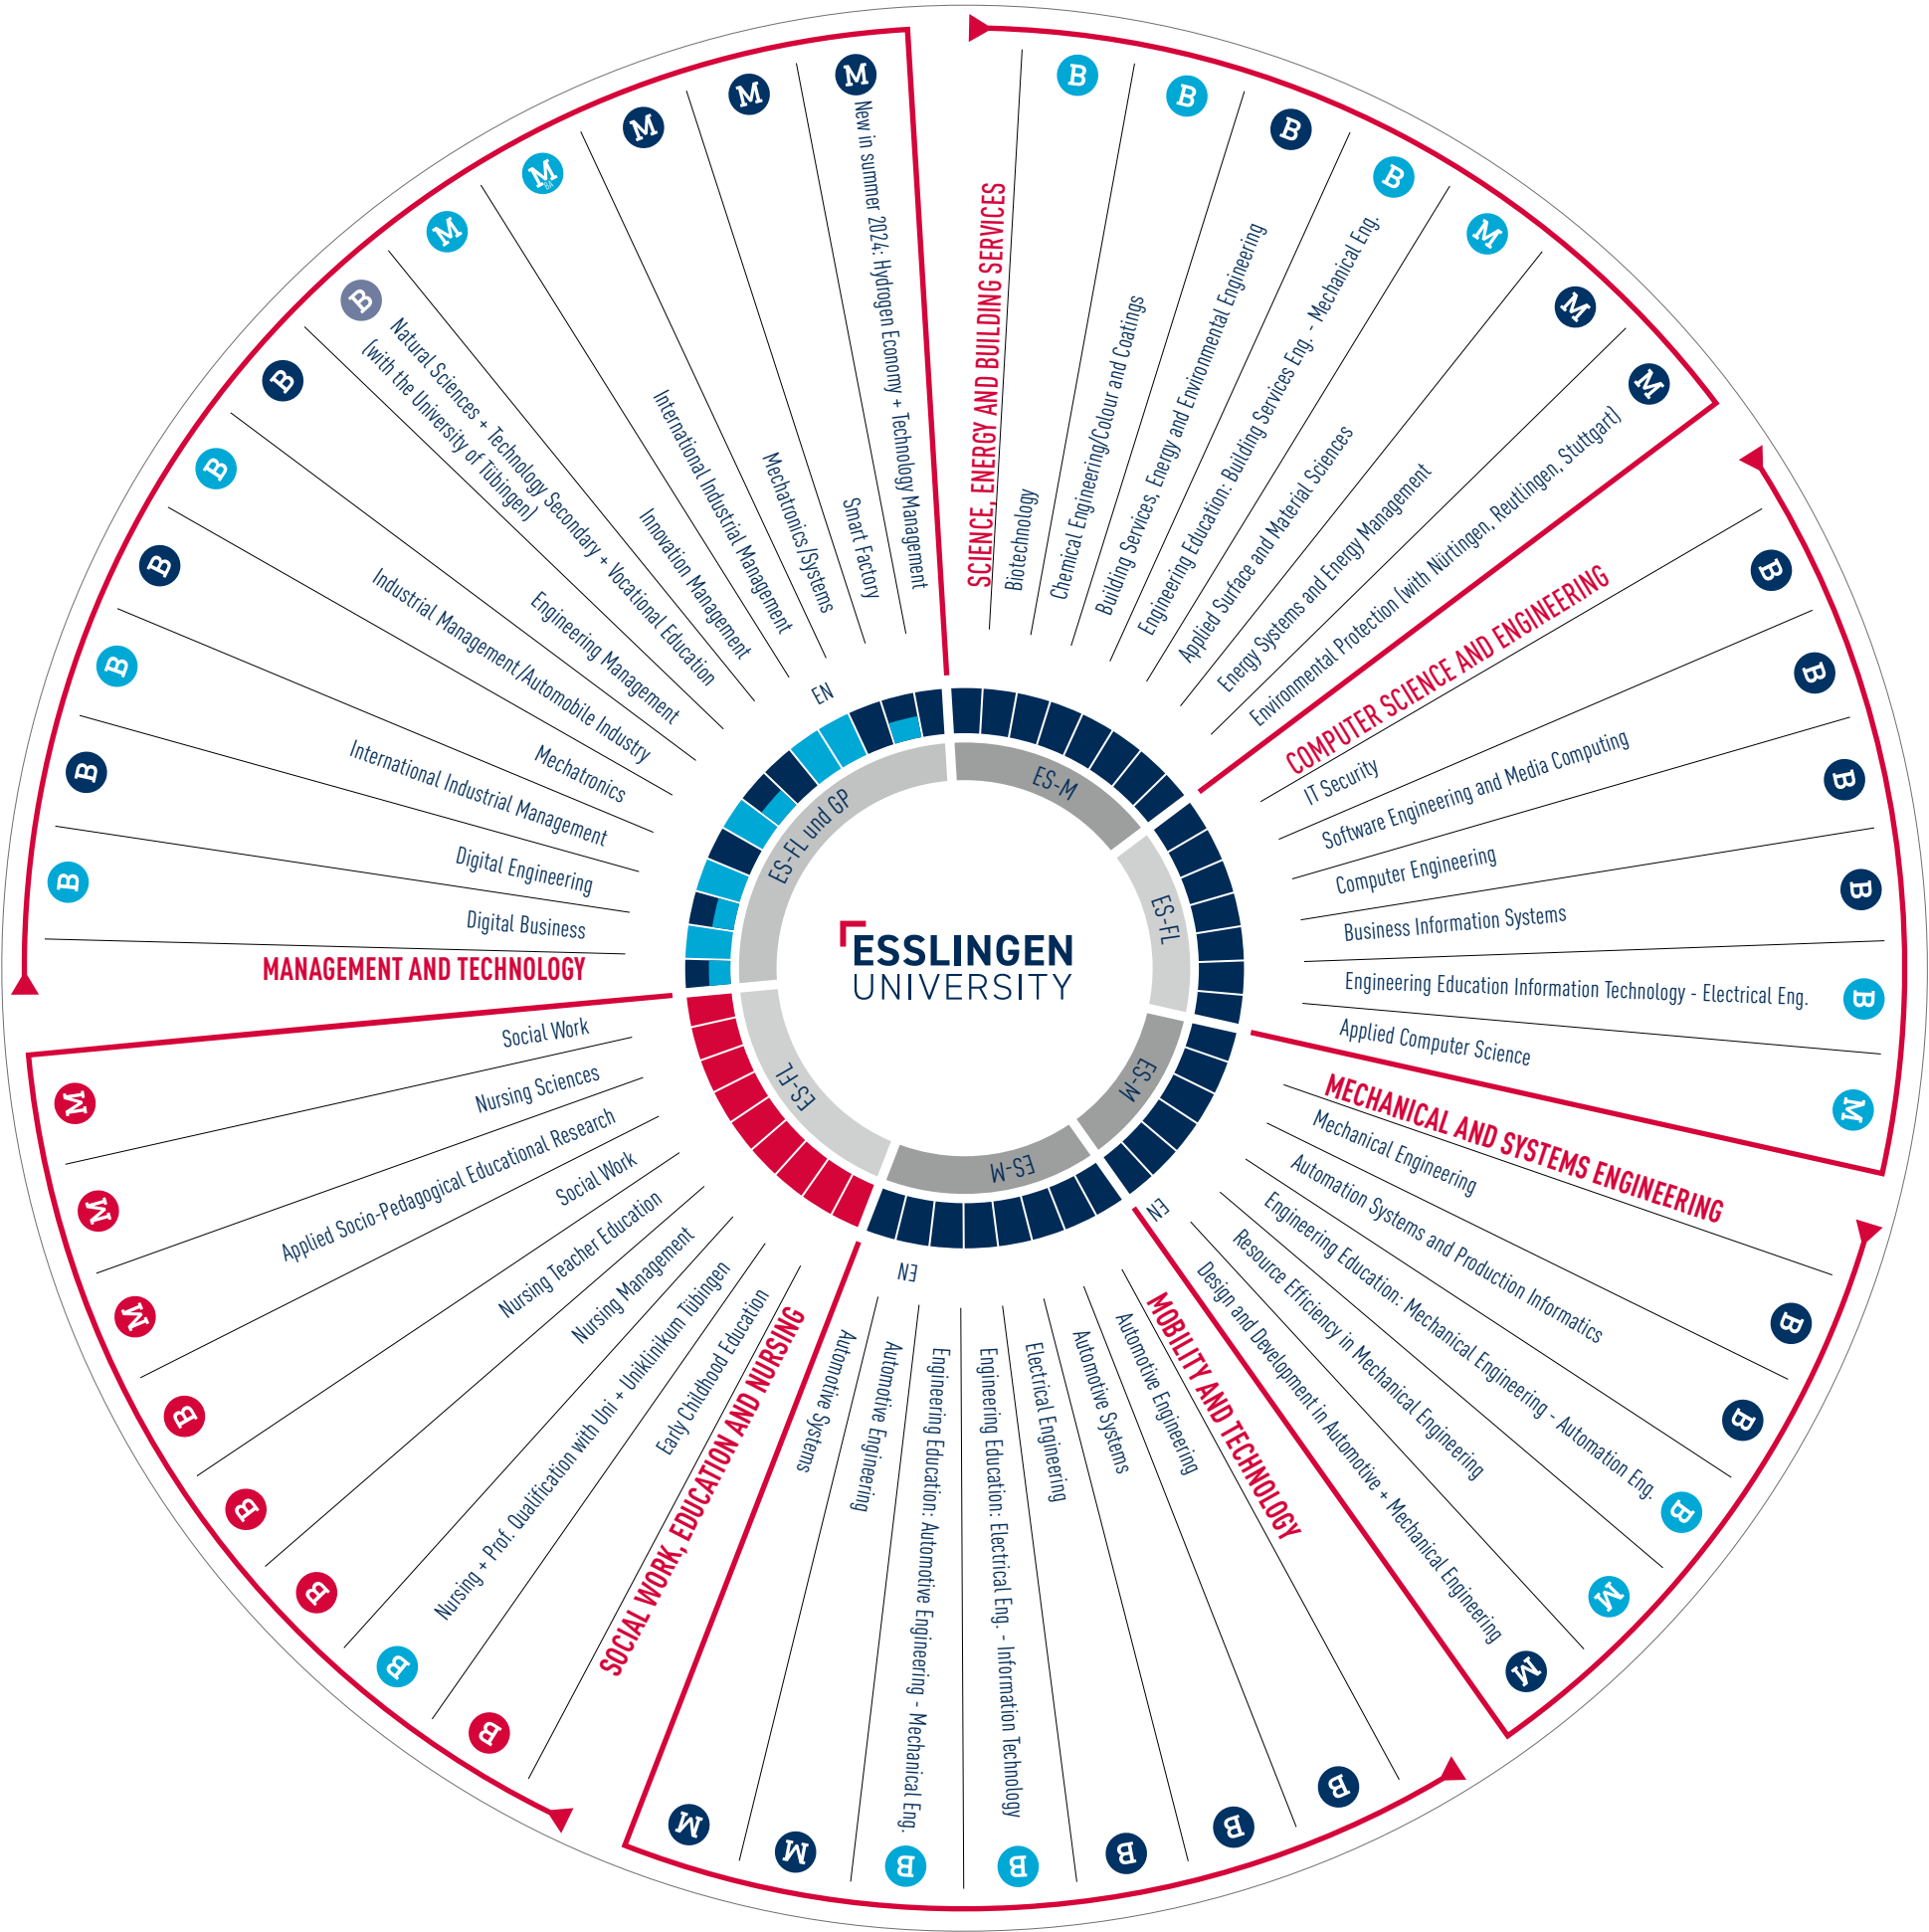 ESSLINGEN
UNIVERSITY
ES-M
ES-FL
ES-M
ES-M
ES-FL
ES-FL und GP
SCIENCE, ENERGY AND BUILDING SERVICES
Biotechnology
B
Chemical Engineering/Colour and Coatings
B
Building Services, Energy and Environmental Engineering
B
Engineering Education: Building Services Eng. - Mechanical Eng.
B
Applied Surface and Material Sciences
M
Energy Systems and Energy Management
M
Environmental Protection (with Nürtingen, Reutlingen, Stuttgart)
M
COMPUTER SCIENCE AND ENGINEERING
IT Security
B
Software Engineering and Media Computing
B
Computer Engineering
B
Business Information Systems
B
Engineering Education Information Technology - Electrical Eng.
B
Applied Computer Science
M
MECHANICAL AND SYSTEMS ENGINEERING
Mechanical Engineering
B
Automation Systems and Production Informatics
B
Engineering Education: Mechanical Engineering - Automation Eng.
B
Resource Efficiency in Mechanical Engineering
M
EN
Design and Development in Automotive + Mechanical Engineering
M
MOBILITY AND TECHNOLOGY
Automotive Engineering
B
Automotive Systems
B
Electrical Engineering
B
Engineering Education: Electrical Eng. - Information Technology
B
Engineering Education: Automotive Engineering - Mechanical Eng.
B
Automotive Engineering
M
EN
Automotive Systems
M
SOCIAL WORK, EDUCATION AND NURSING
Early Childhood Education
B
Nursing + Prof. Qualification with Uni + Uniklinikum Tübingen
B
Nursing Management
B
Nursing Teacher Education
B
Social Work
B
Applied Socio-Pedagogical Educational Research
M
Nursing Sciences
M
Social Work
M
MANAGEMENT AND TECHNOLOGY
Digital Business
B
Digital Engineering
B
International Industrial Management
B
Mechatronics
B
Industrial Management/Automobile Industry
B
Engineering Management
B
Natural Sciences + Technology Secondary + Vocational Education
(with the University of Tübingen)
B
Innovation Management
M
EN
International Industrial Management
M
BA
Mechatronics/Systems
M
Smart Factory
M
New in summer 2024: Hydrogen Economy + Technology Management
M